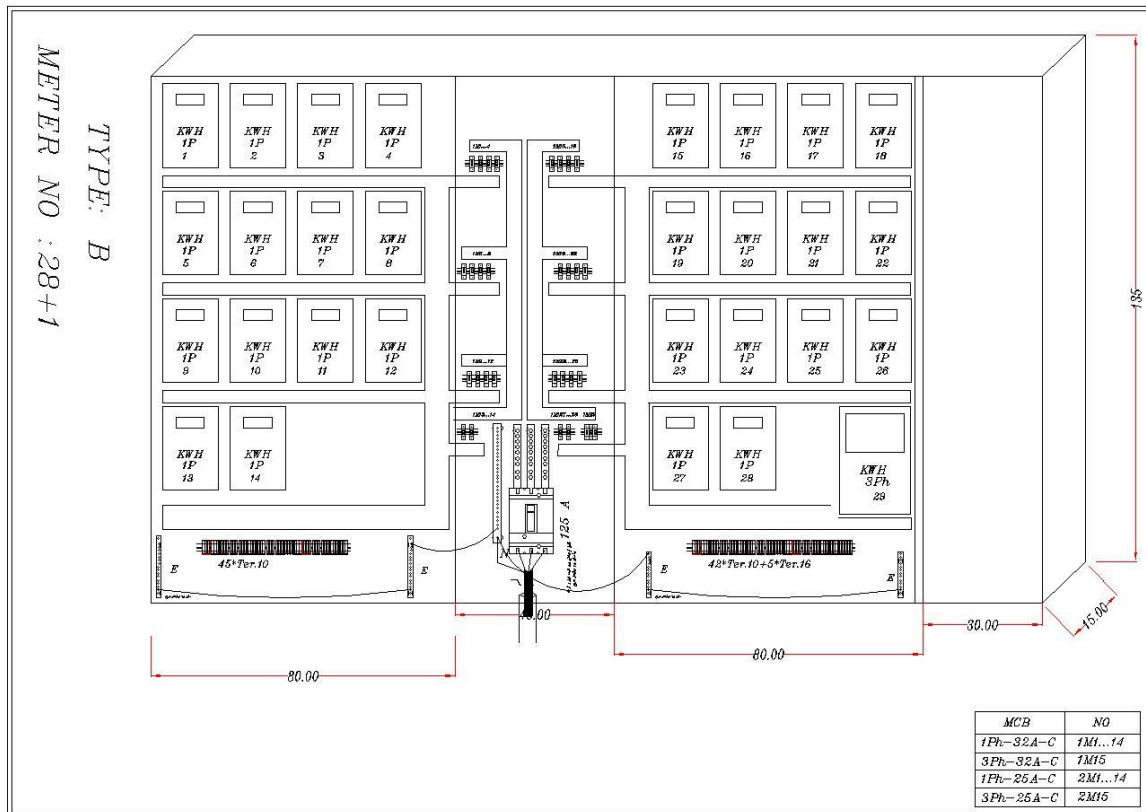 TYPE: B
METER NO :28+1
KWH
1P
1
KWH
1P
2
KWH
1P
3
KWH
1P
4
KWH
1P
15
KWH
1P
16
KWH
1P
17
KWH
1P
18
KWH
1P
5
KWH
1P
6
KWH
1P
7
KWH
1P
8
KWH
1P
19
KWH
1P
20
KWH
1P
21
KWH
1P
22
KWH
1P
9
KWH
1P
10
KWH
1P
11
KWH
1P
12
KWH
1P
23
KWH
1P
24
KWH
1P
25
KWH
1P
26
KWH
1P
13
KWH
1P
14
KWH
1P
27
KWH
1P
28
KWH
3Ph
29
125 A
N
45*Ter.10
42*Ter.10+5*Ter.16
E
E
E
E
135
15.00
30.00
80.00
80.00
MCB NO
1Ph-32A-C 1M1...14
3Ph-32A-C 1M15
1Ph-25A-C 2M1...14
3Ph-25A-C 2M15